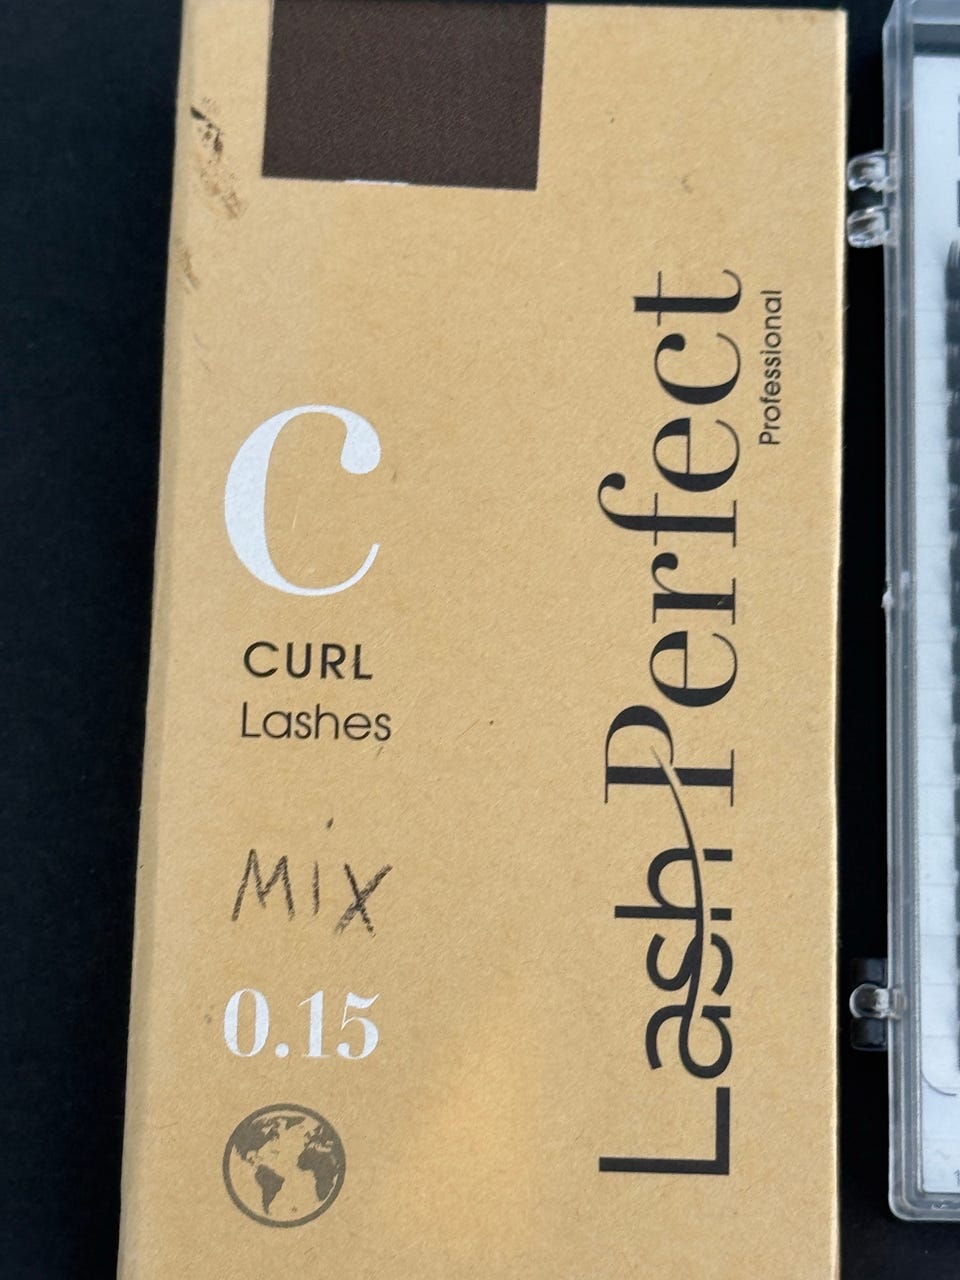 C
CURL
Lashes
MIX
0.15
Lash Perfect
Professional